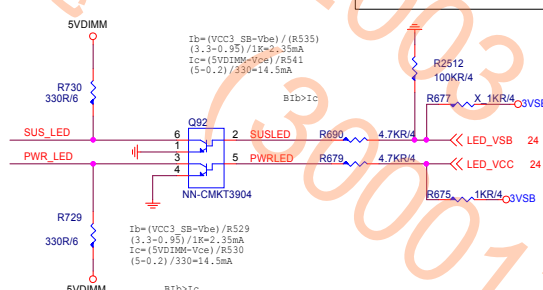 5VDIMM
Ib=(VCC3_SB-Vbe)/(R535)
(3.3-0.95)/1K=2.35mA
Ic=(5VDIMM-Vce)/R541
(5-0.2)/330=14.5mA
BIb>Ic
R730
330R/6
R2512
100KR/4
R677 X_1KR/4 3VSB
Q92
SUS_LED 6 2 SUSLED R690 4.7KR/4 LED_VSB 24
1
PWR_LED 3 5 PWRLED R679 4.7KR/4 LED_VCC 24
4
NN-CMKT3904
R675 1KR/4 3VSB
R729
330R/6
Ib=(VCC3_SB-Vbe)/R529
(3.3-0.95)/1K=2.35mA
Ic=(5VDIMM-Vce)/R530
(5-0.2)/330=14.5mA
5VDIMM
BIb>Ic